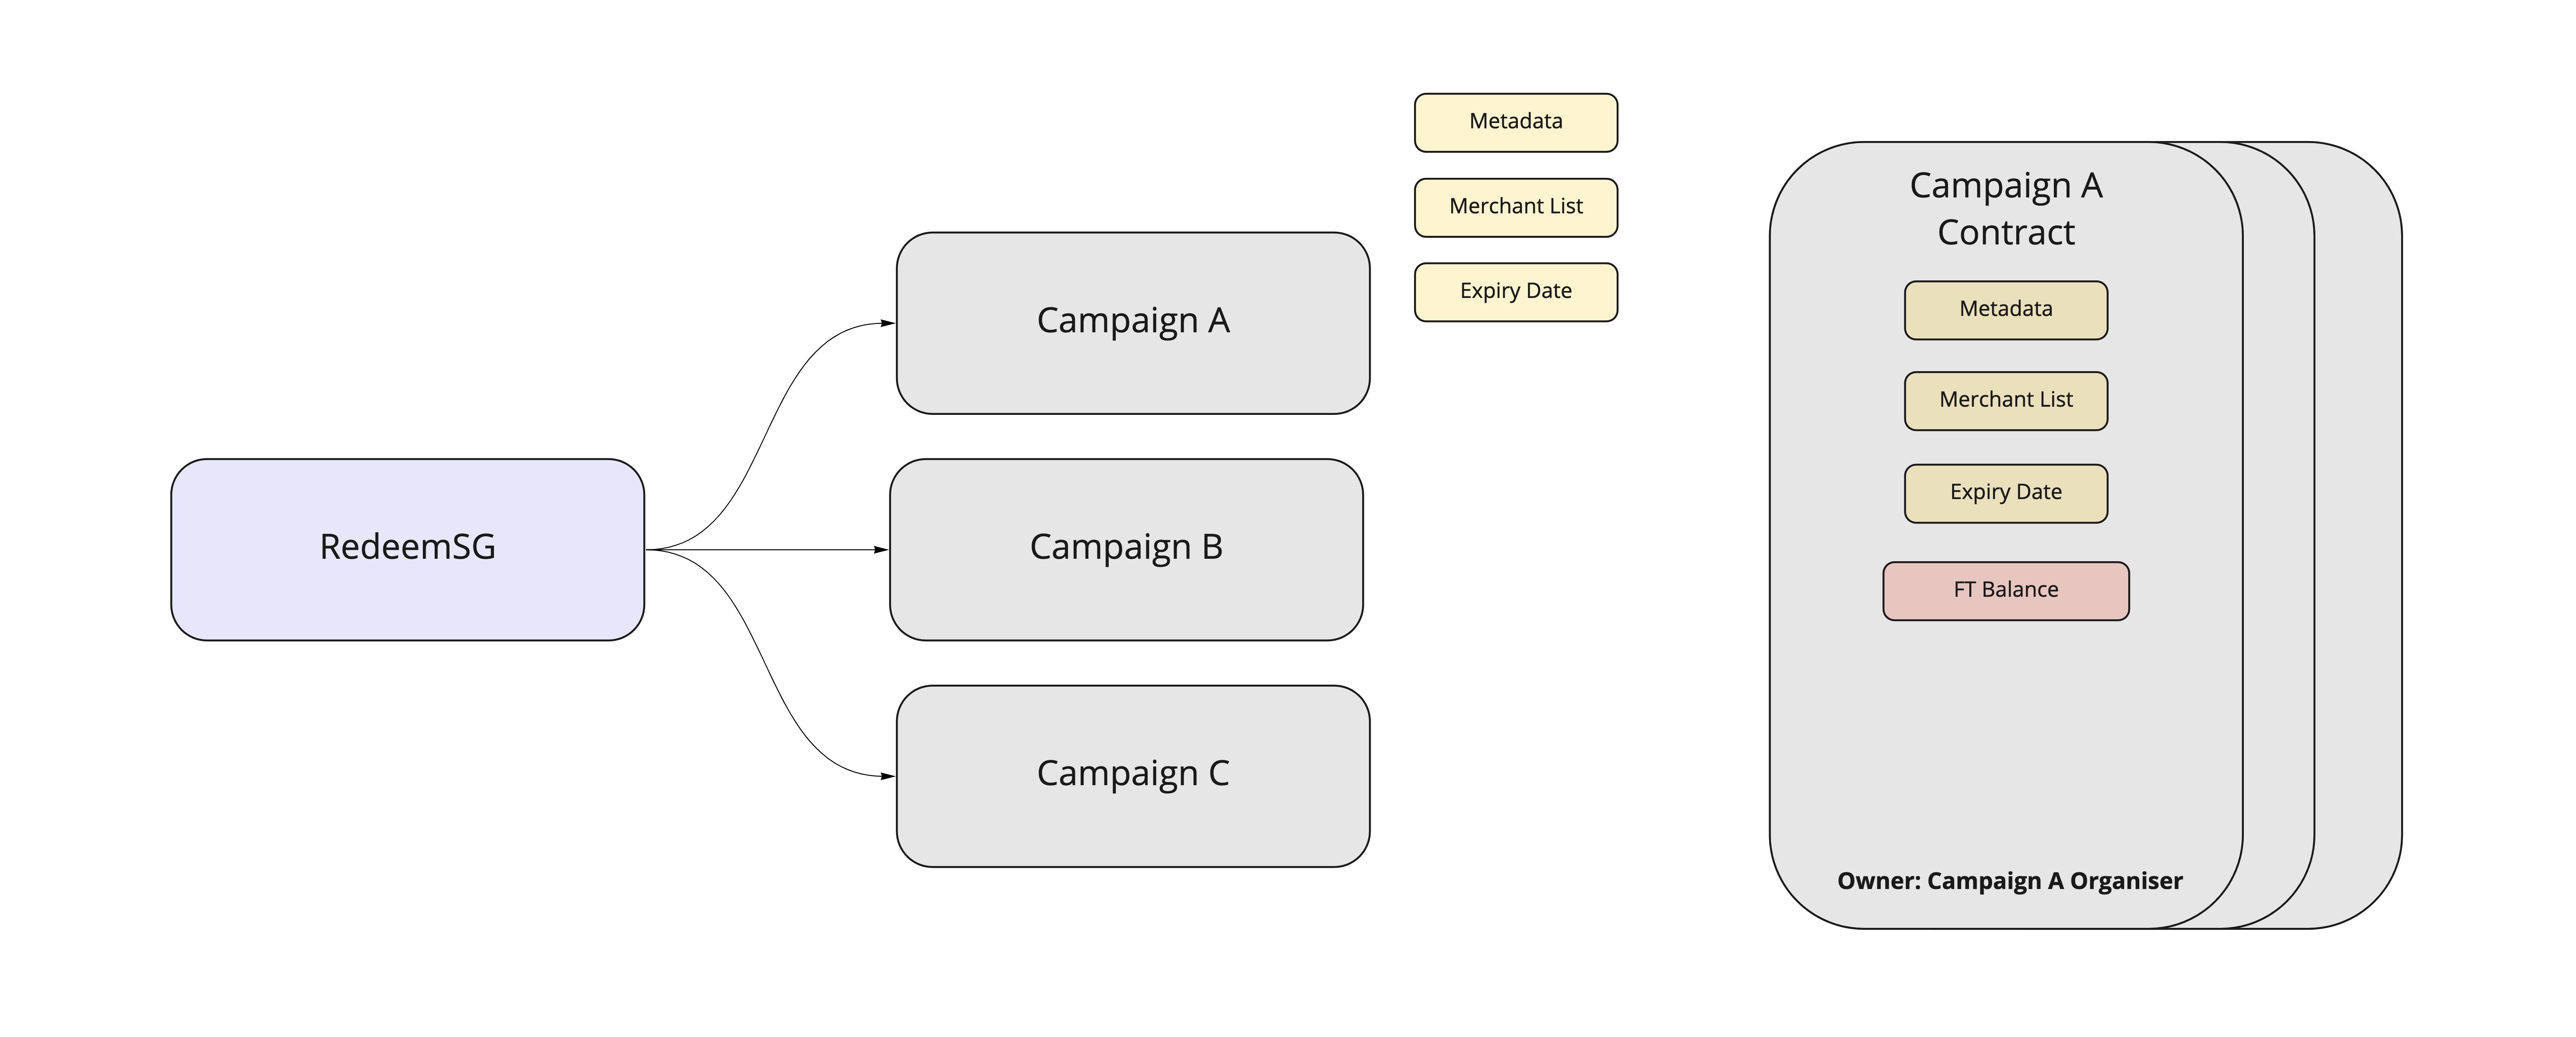 RedeemSG
Campaign A
Campaign B
Campaign C
Metadata
Merchant List
Expiry Date
Campaign A
Contract
Metadata
Merchant List
Expiry Date
FT Balance
Owner: Campaign A Organiser